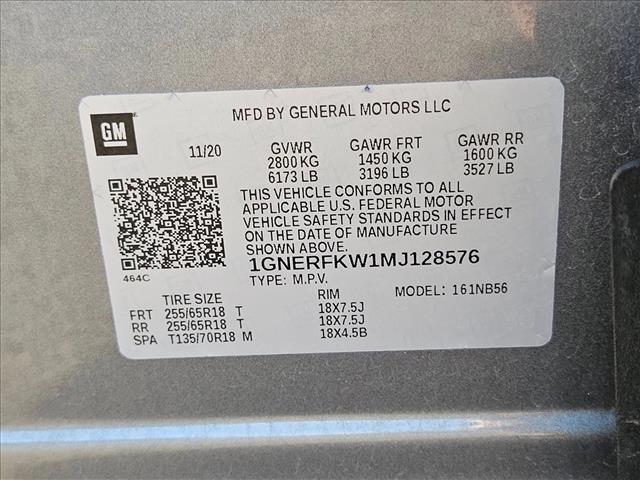 MFD BY GENERAL MOTORS LLC
GM
11/20 GVWR GAWR FRT GAWR RR
2800 KG 1450 KG 1600 KG
6173 LB 3196 LB 3527 LB
THIS VEHICLE CONFORMS TO ALL
APPLICABLE U.S. FEDERAL MOTOR
VEHICLE SAFETY STANDARDS IN EFFECT
ON THE DATE OF MANUFACTURE
SHOWN ABOVE.
464C 1GNERFKW1MJ128576
TYPE: M.P.V. MODEL: 161NB56
TIRE SIZE RIM
FRT 255/65R18 T 18X7.5J
RR 255/65R18 T 18X7.5J
SPA T135/70R18 M 18X4.5B